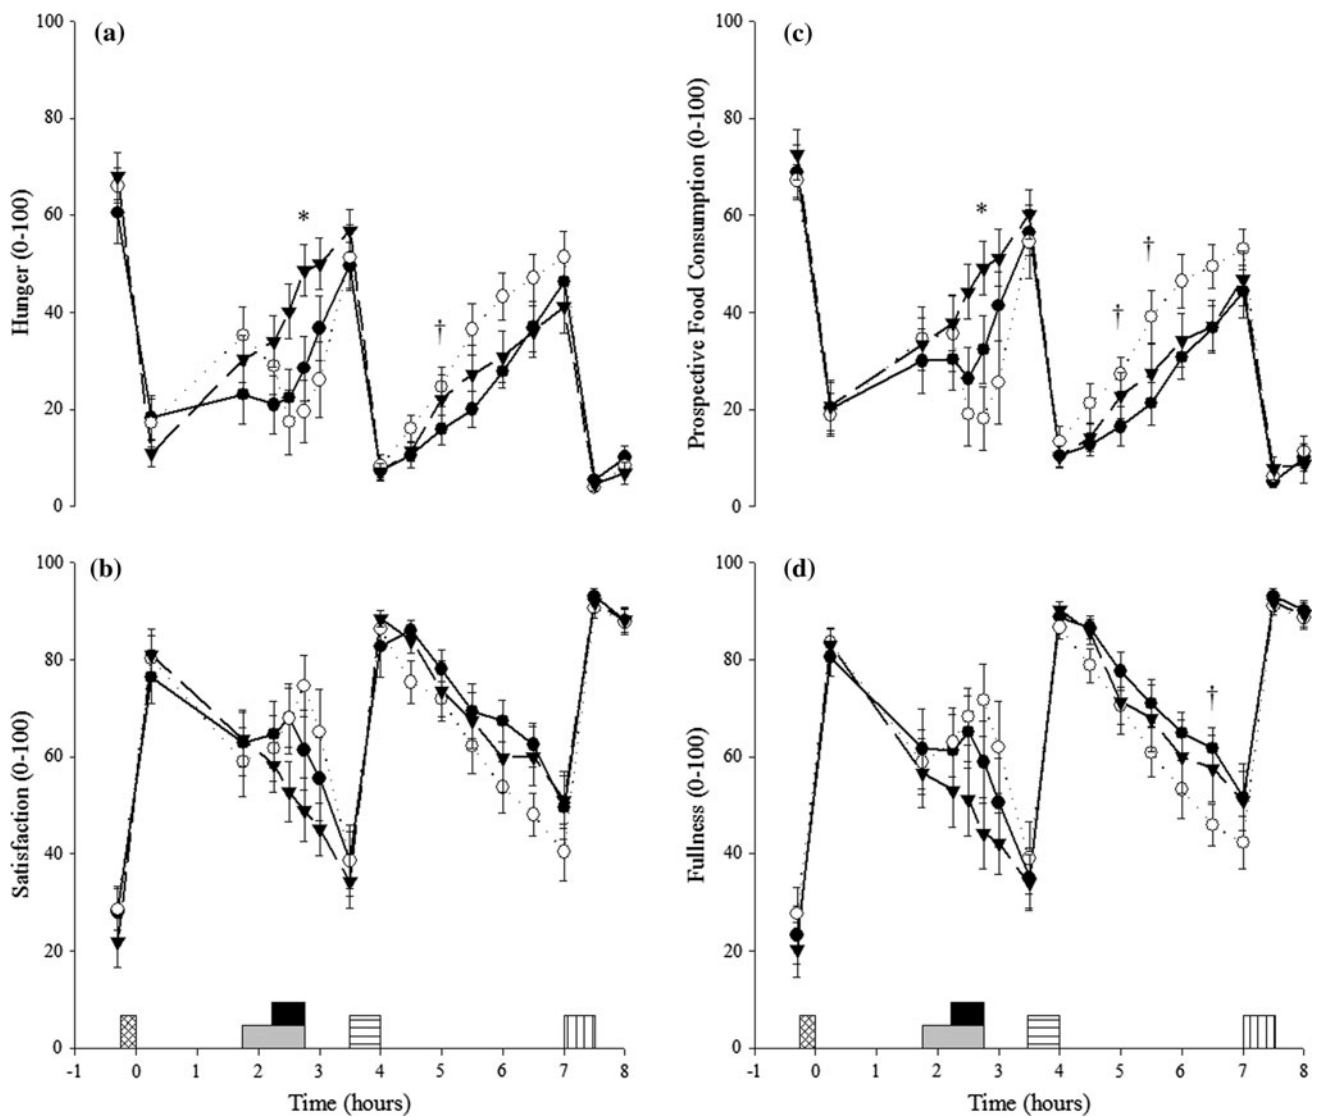 (a)
Hunger (0-100)
100
80
60
40
20
0
*
†
(c)
Prospective Food Consumption (0-100)
100
80
60
40
20
0
*
†
†
(b)
Satisfaction (0-100)
100
80
60
40
20
0
-1 0 1 2 3 4 5 6 7 8
Time (hours)
(d)
Fullness (0-100)
100
80
60
40
20
0
†
-1 0 1 2 3 4 5 6 7 8
Time (hours)